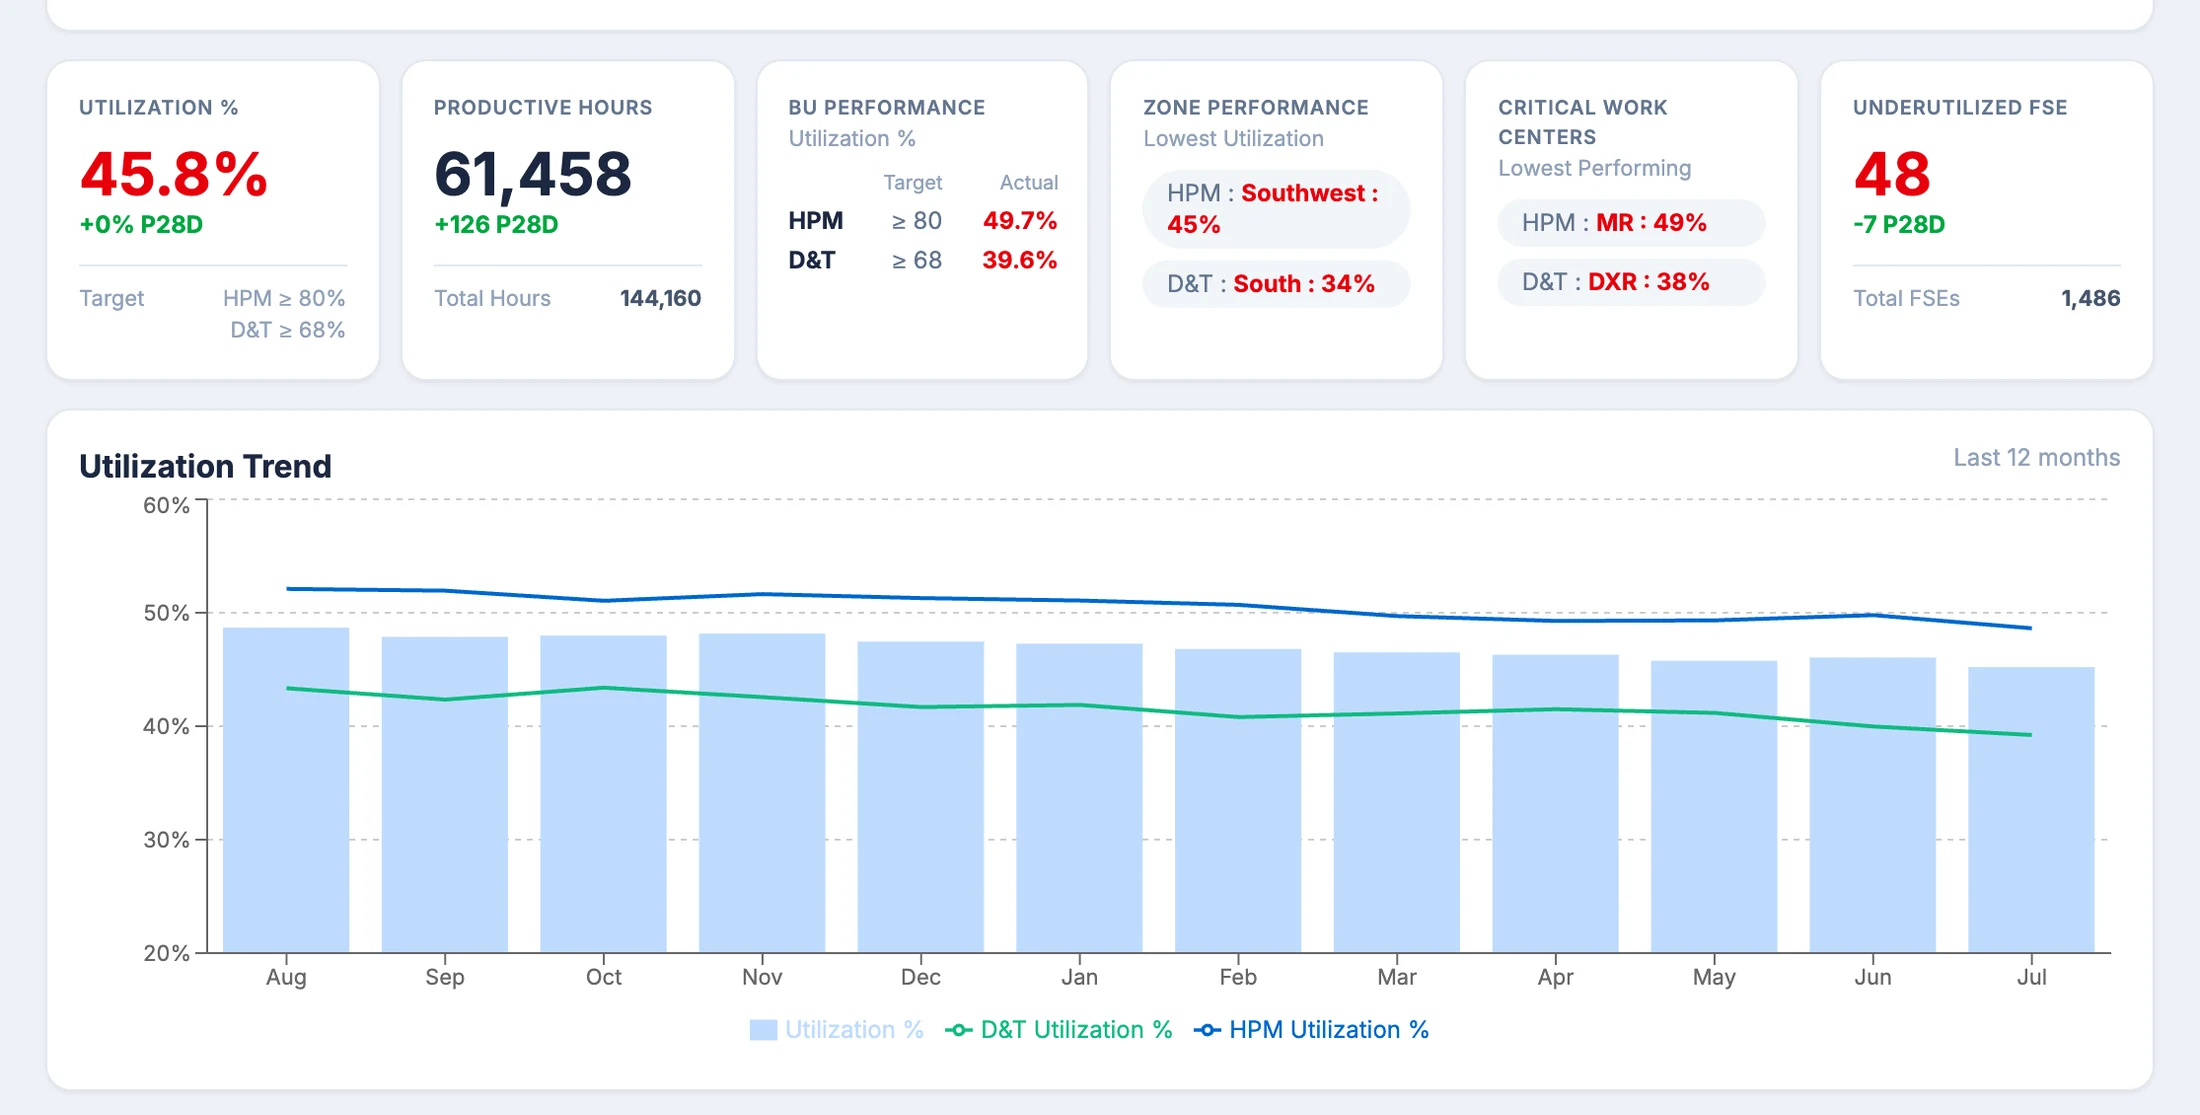 UTILIZATION %
45.8%
+0% P28D
Target HPM ≥ 80%
D&T ≥ 68%
PRODUCTIVE HOURS
61,458
+126 P28D
Total Hours 144,160
BU PERFORMANCE
Utilization %
Target Actual
HPM ≥ 80 49.7%
D&T ≥ 68 39.6%
ZONE PERFORMANCE
Lowest Utilization
HPM : Southwest :
45%
D&T : South : 34%
CRITICAL WORK
CENTERS
Lowest Performing
HPM : MR : 49%
D&T : DXR : 38%
UNDERUTILIZED FSE
48
-7 P28D
Total FSEs 1,486
Utilization Trend
Last 12 months
60%
50%
40%
30%
20%
Aug Sep Oct Nov Dec Jan Feb Mar Apr May Jun Jul
Utilization % D&T Utilization % HPM Utilization %